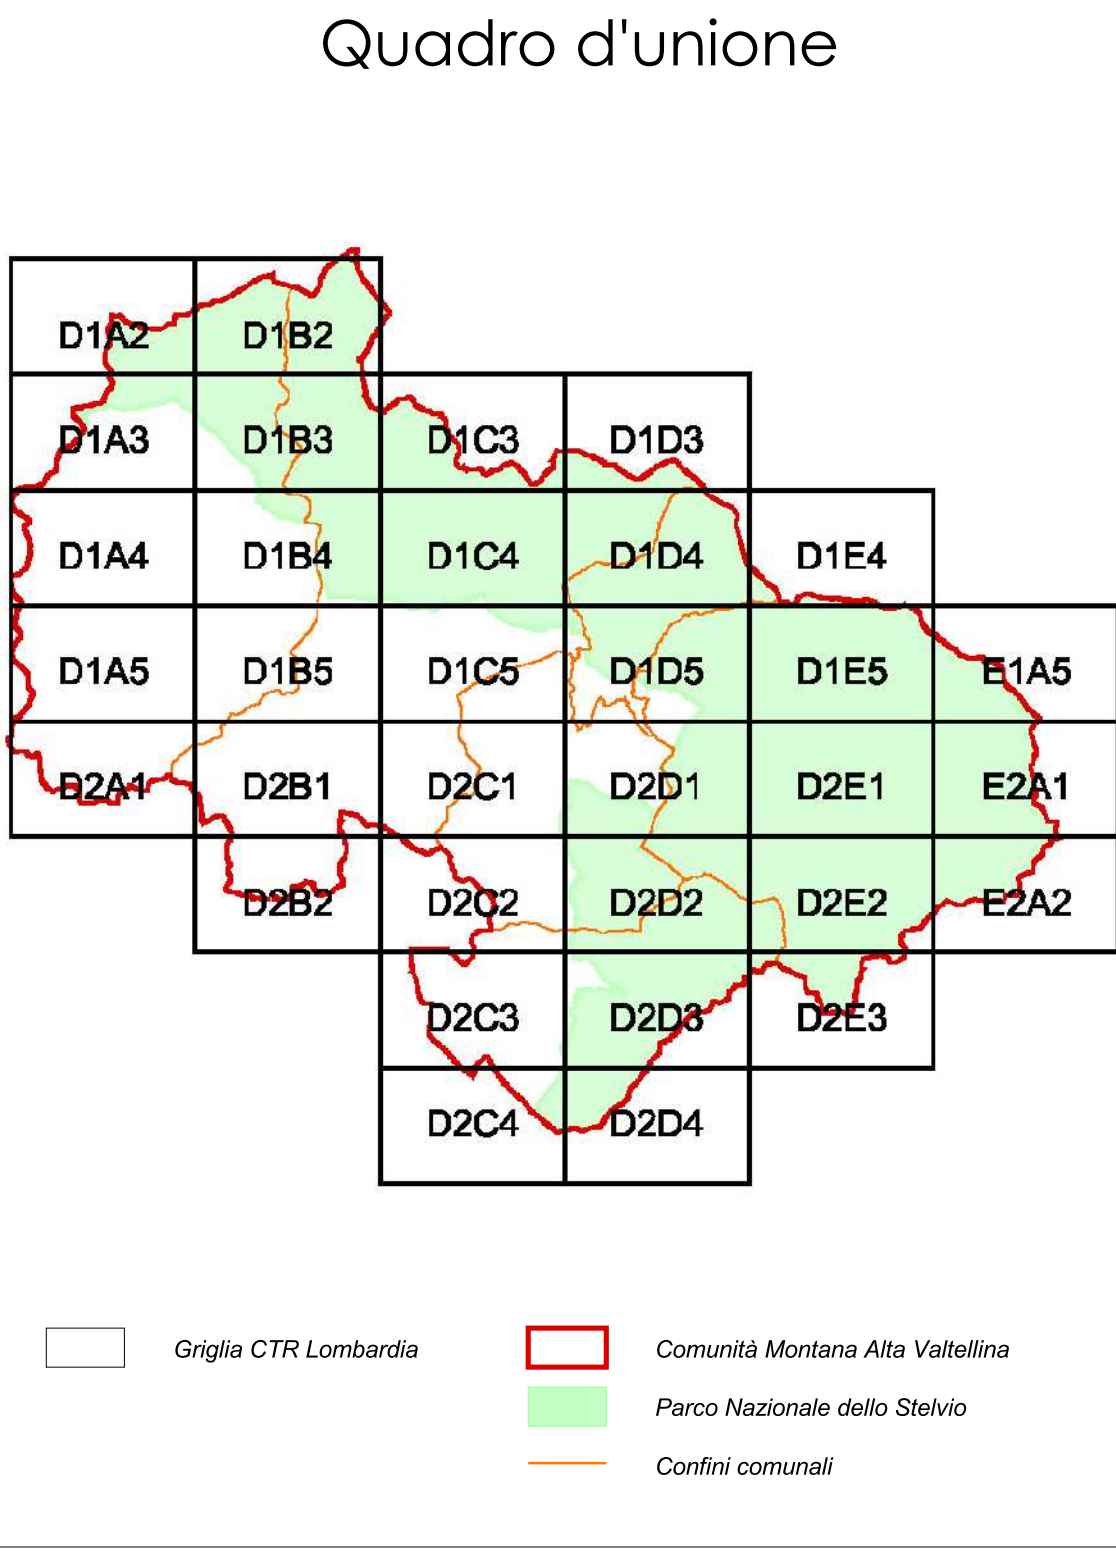 Quadro d'unione
D1A2 D1B2
D1A3 D1B3 D1C3 D1D3
D1A4 D1B4 D1C4 D1D4 D1E4
D1A5 D1B5 D1C5 D1D5 D1E5 E1A5
D2A1 D2B1 D2C1 D2D1 D2E1 E2A1
D2B2 D2C2 D2D2 D2E2 E2A2
D2C3 D2D3 D2E3
D2C4 D2D4
Griglia CTR Lombardia
Comunità Montana Alta Valtellina
Parco Nazionale dello Stelvio
Confini comunali